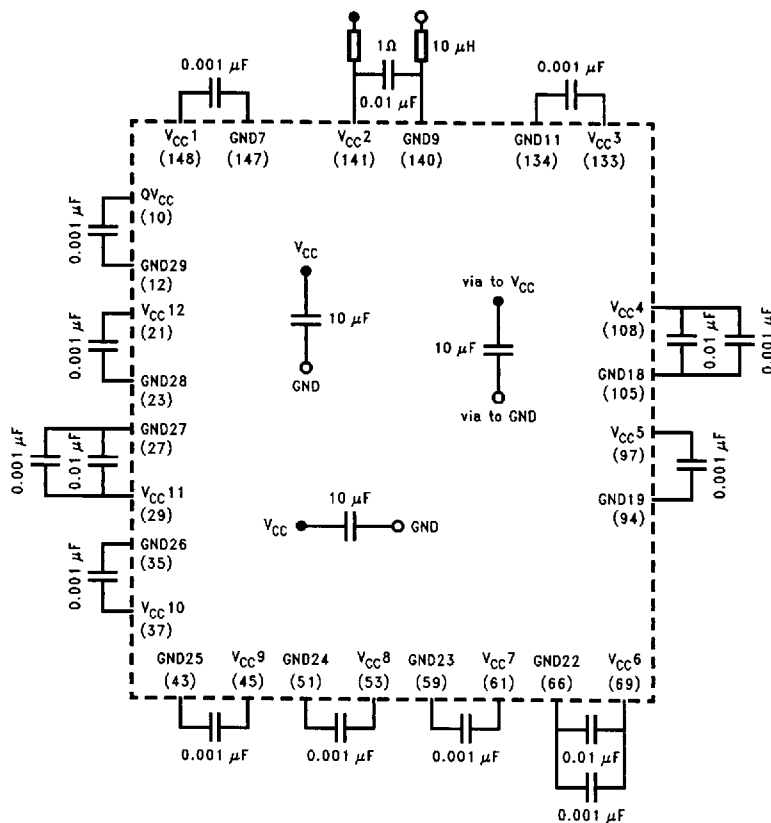 1Ω
10 μH
0.001 μF
0.01 μF
0.001 μF
VCC1
(148)
GND7
(147)
VCC2
(141)
GND9
(140)
GND11
(134)
VCC3
(133)
0.001 μF
QVCC
(10)
GND29
(12)
0.001 μF
VCC12
(21)
GND28
(23)
0.001 μF
0.01 μF
GND27
(27)
VCC11
(29)
0.001 μF
GND26
(35)
VCC10
(37)
VCC
10 μF
GND
via to VCC
10 μF
via to GND
10 μF
VCC
GND
VCC4
(108)
GND18
(105)
0.01 μF
0.001 μF
VCC5
(97)
GND19
(94)
0.001 μF
GND25
(43)
VCC9
(45)
GND24
(51)
VCC8
(53)
GND23
(59)
VCC7
(61)
GND22
(66)
VCC6
(69)
0.001 μF
0.001 μF
0.001 μF
0.01 μF
0.001 μF